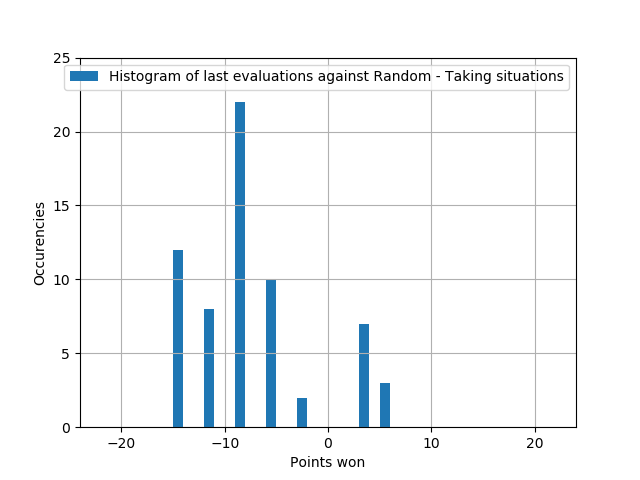 25
Histogram of last evaluations against Random - Taking situations
20
15
10
5
0
Occurencies
−20 −10 0 10 20
Points won